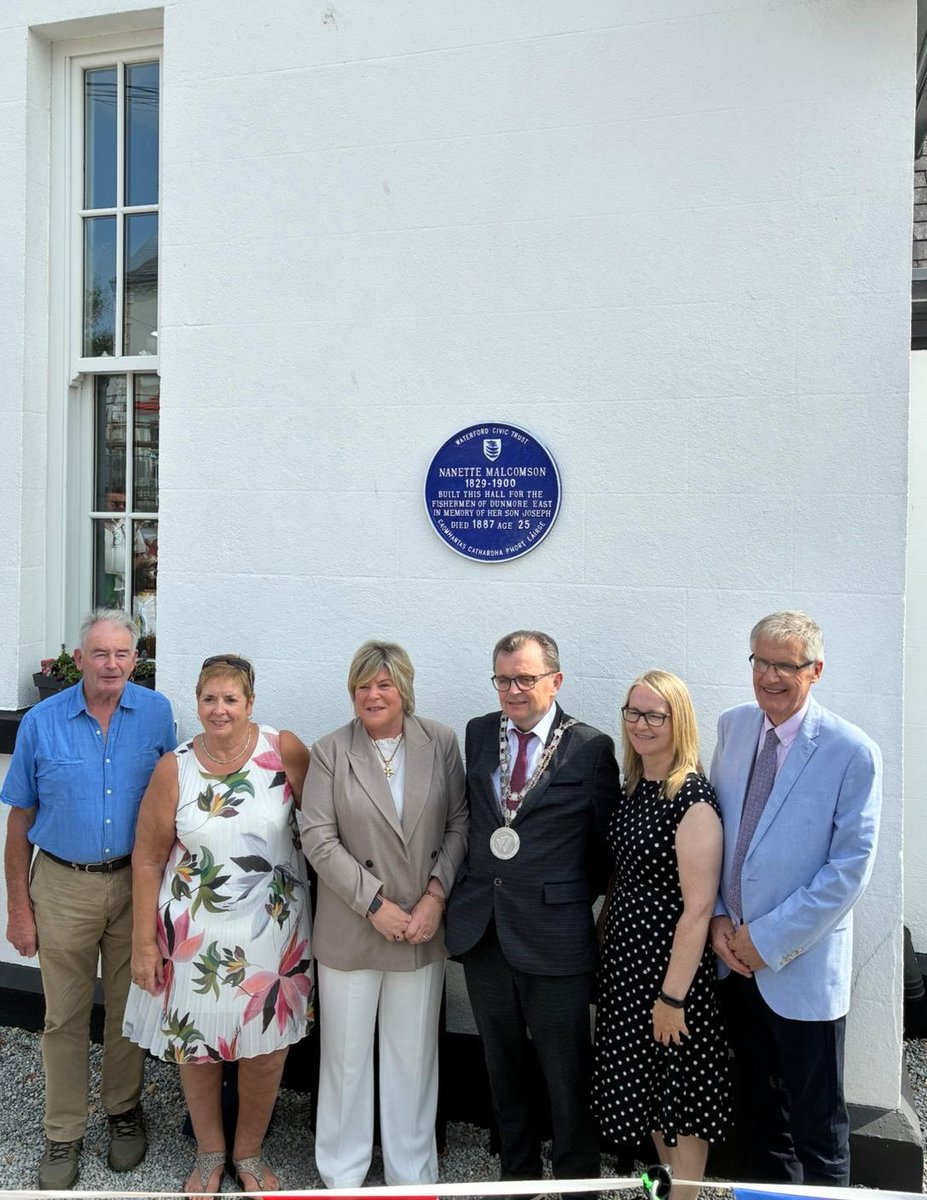 WATERFORD CIVIC TRUST
NANETTE MALCOMSON
1829-1900
BUILT THIS HALL FOR THE
FISHERMEN OF DUNMORE EAST
IN MEMORY OF HER SON JOSEPH
DIED 1887 AGE 25
CAOMHANTAS CATHARDHA PHORT LÁIRGE